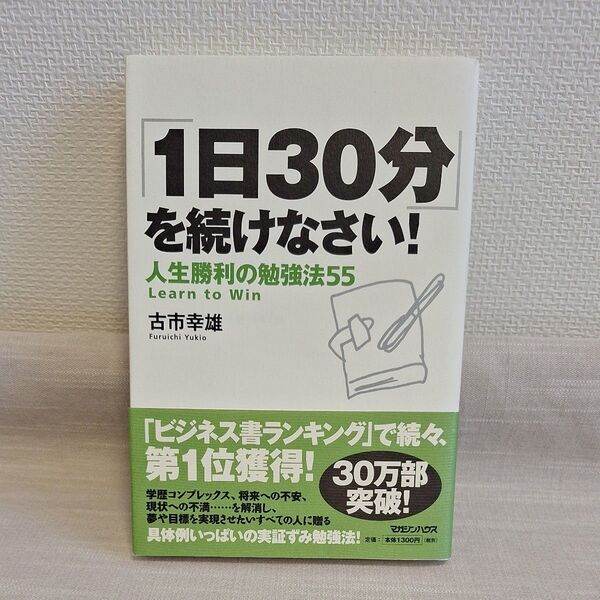 「1日30分」
を続けなさい!
人生勝利の勉強法55
Learn to Win
古市幸雄
Furuichi Yukio
「ビジネス書ランキング」で続々、
第1位獲得!
30万部
突破!
学歴コンプレックス、将来への不安、
現状への不満……を解消し、
夢や目標を実現させたいすべての人に贈る
具体例いっぱいの実証ずみ勉強法!
マガジンハウス
定価:本体1300円(税別)